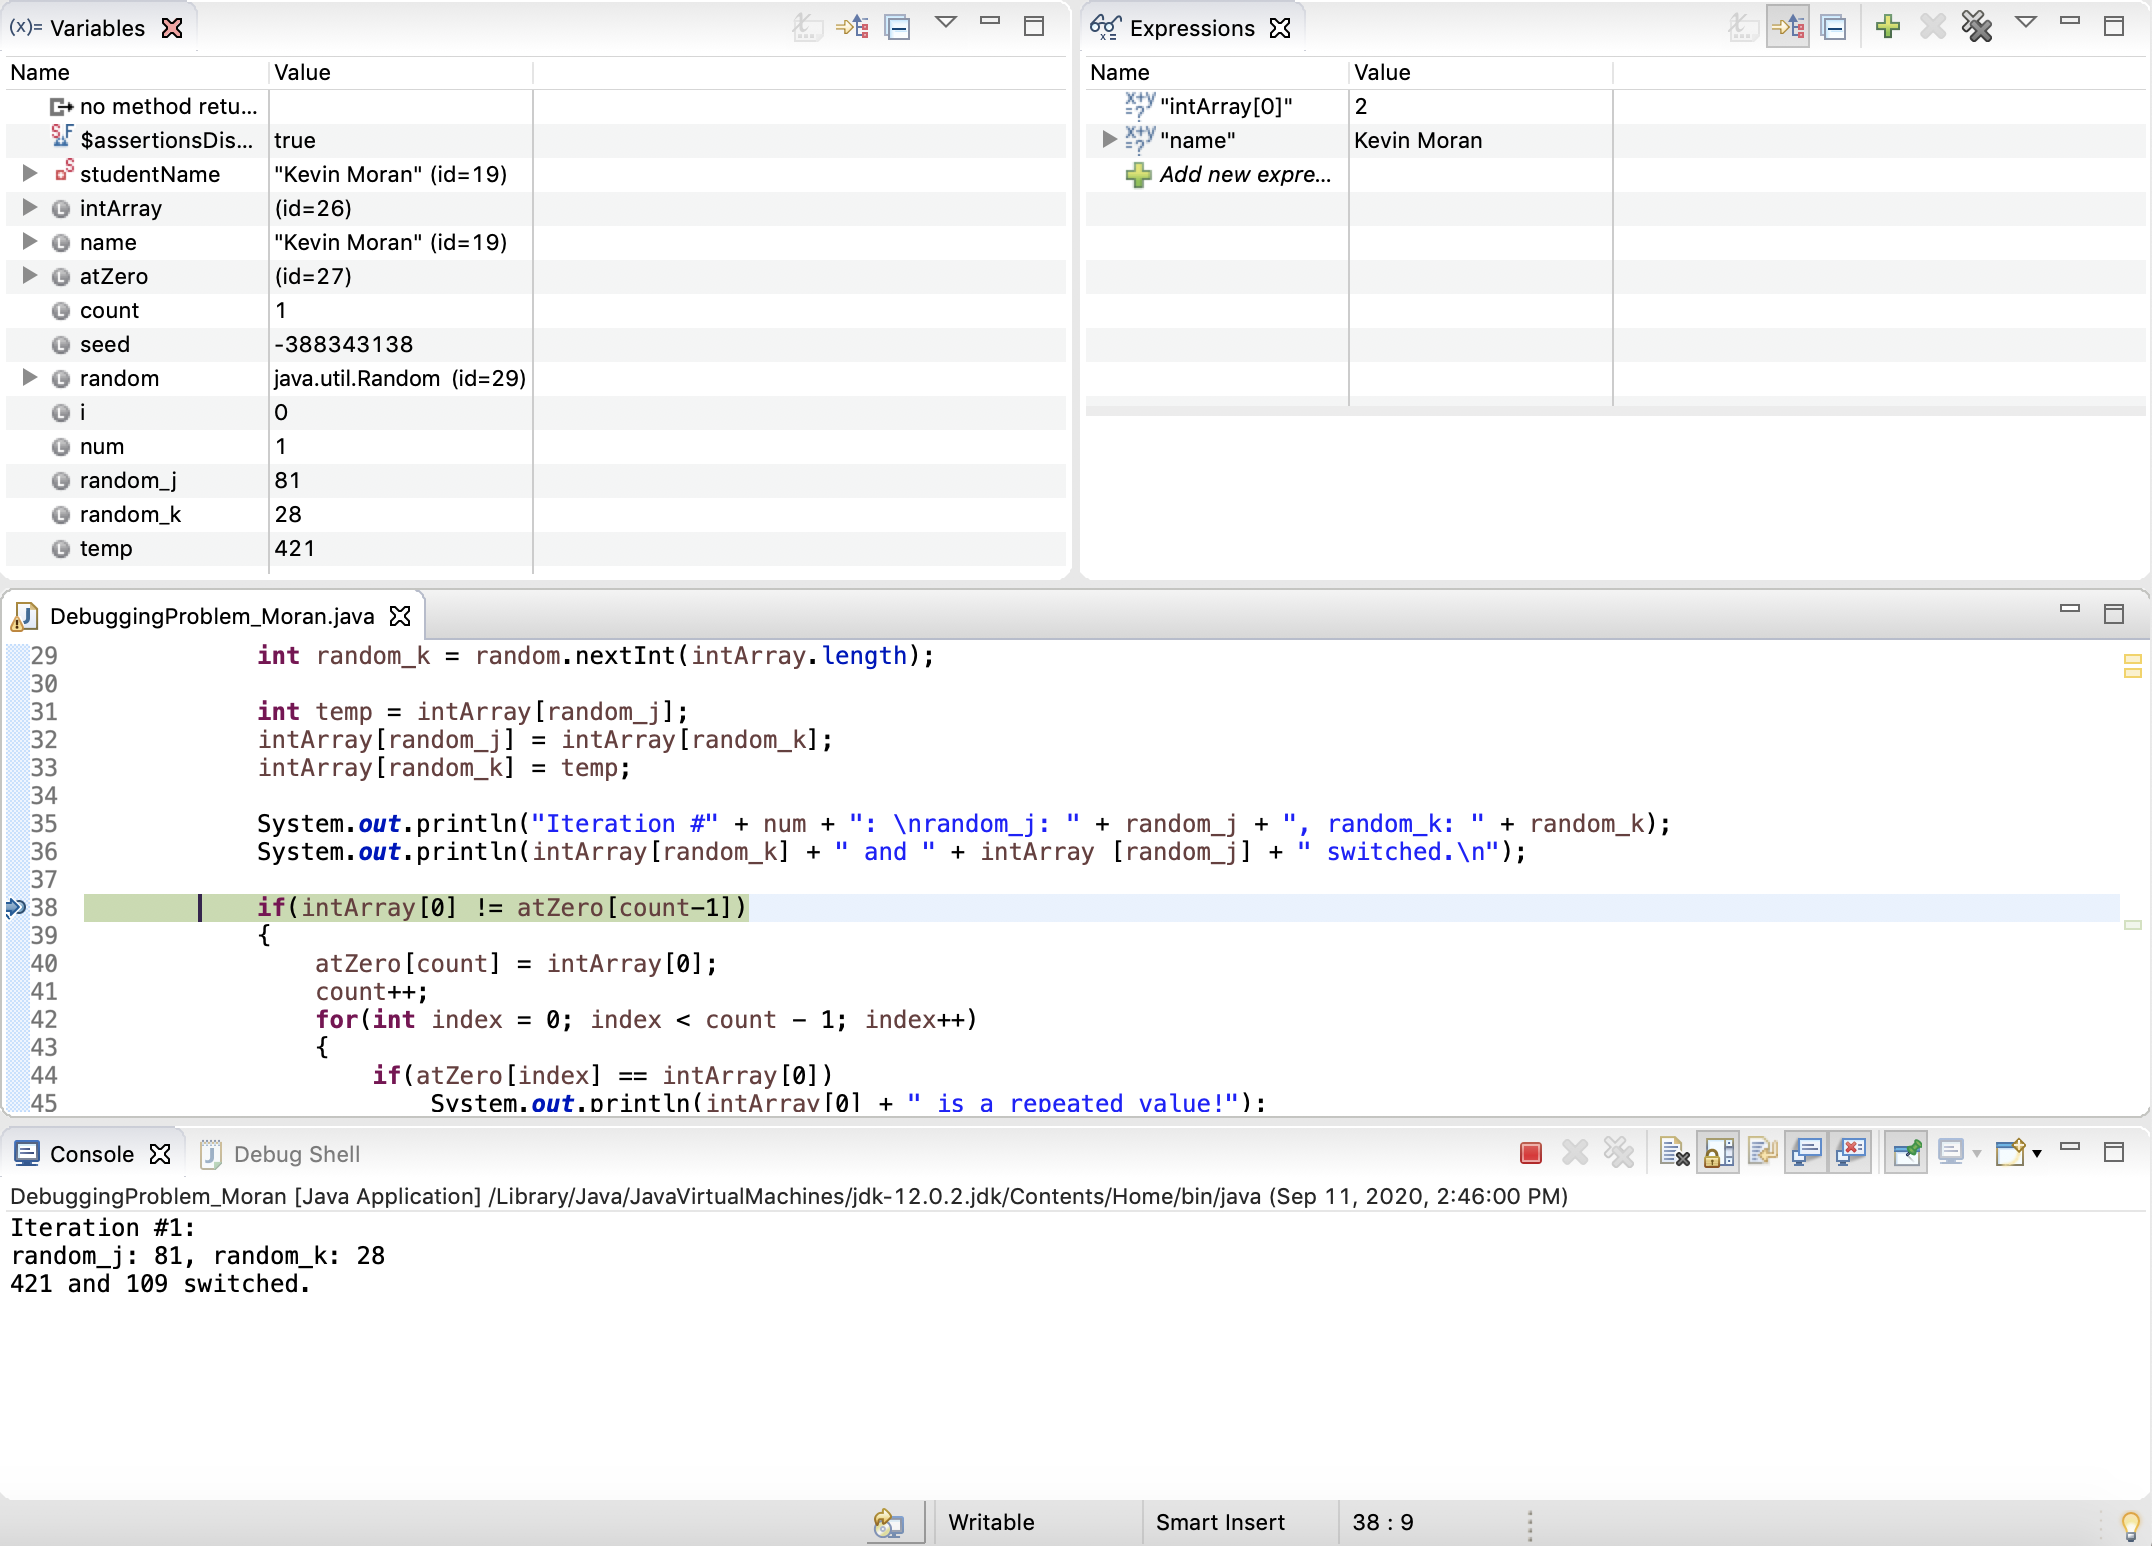 (x)= Variables
Name Value
no method retu...
$assertionsDis... true
studentName "Kevin Moran" (id=19)
intArray (id=26)
name "Kevin Moran" (id=19)
atZero (id=27)
count 1
seed -388343138
random java.util.Random (id=29)
i 0
num 1
random_j 81
random_k 28
temp 421
Expressions
Name Value
"intArray[0]" 2
"name" Kevin Moran
Add new expre...
DebuggingProblem_Moran.java
29 int random_k = random.nextInt(intArray.length);
30
31 int temp = intArray[random_j];
32 intArray[random_j] = intArray[random_k];
33 intArray[random_k] = temp;
34
35 System.out.println("Iteration #" + num + ": \nrandom_j: " + random_j + ", random_k: " + random_k);
36 System.out.println(intArray[random_k] + " and " + intArray [random_j] + " switched.\n");
37
38 if(intArray[0] != atZero[count-1])
39 {
40 atZero[count] = intArray[0];
41 count++;
42 for(int index = 0; index < count - 1; index++)
43 {
44 if(atZero[index] == intArray[0])
45 System.out.println(intArray[0] + " is a repeated value!");
Console Debug Shell
DebuggingProblem_Moran [Java Application] /Library/Java/JavaVirtualMachines/jdk-12.0.2.jdk/Contents/Home/bin/java (Sep 11, 2020, 2:46:00 PM)
Iteration #1:
random_j: 81, random_k: 28
421 and 109 switched.
Writable Smart Insert 38 : 9